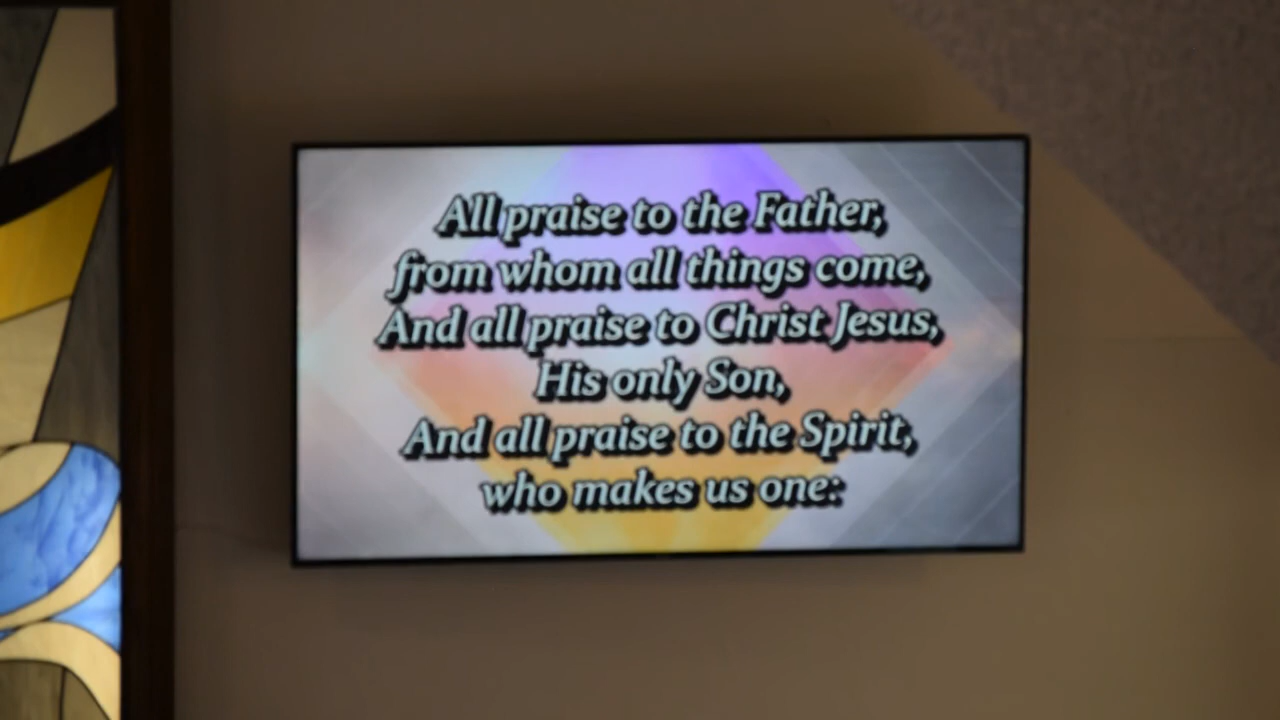 All praise to the Father,
from whom all things come,
And all praise to Christ Jesus,
His only Son,
And all praise to the Spirit,
who makes us one: